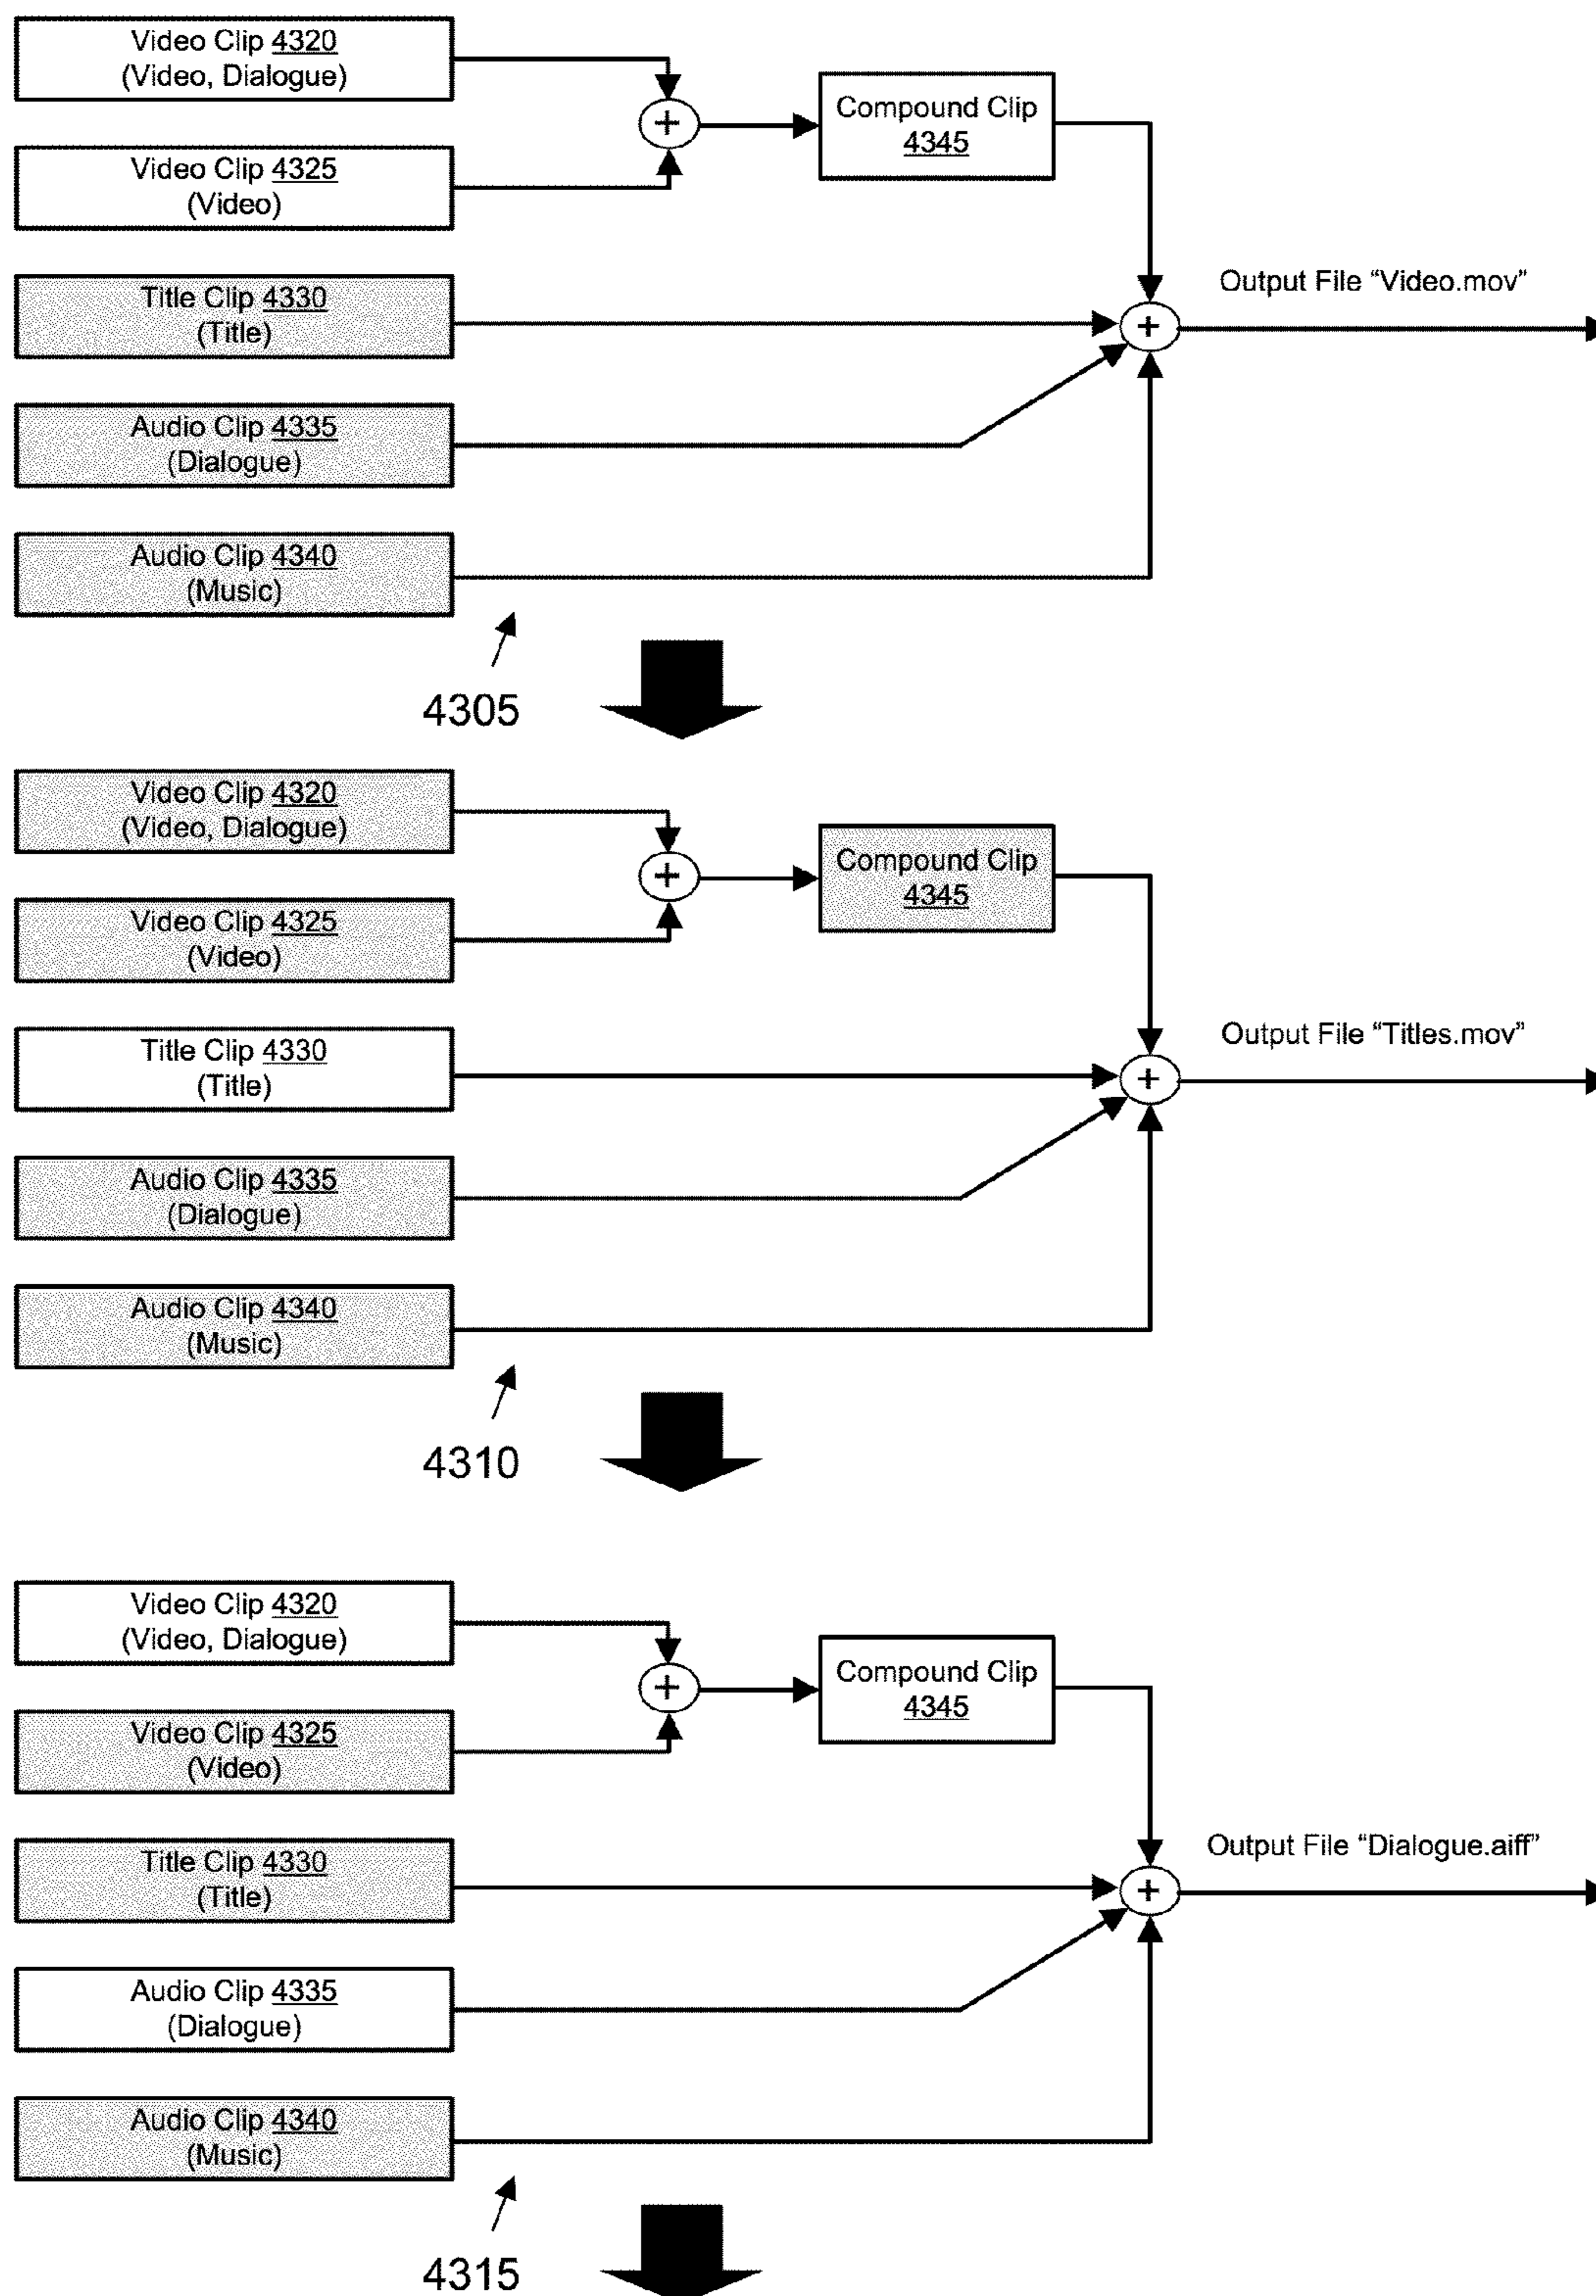 Video Clip 4320
(Video, Dialogue)
Compound Clip
4345
Video Clip 4325
(Video)
Title Clip 4330
(Title)
Output File “Video.mov”
+
+
Audio Clip 4335
(Dialogue)
Audio Clip 4340
(Music)
4305
Video Clip 4320
(Video, Dialogue)
Compound Clip
4345
Video Clip 4325
(Video)
Title Clip 4330
(Title)
Output File “Titles.mov”
+
+
Audio Clip 4335
(Dialogue)
Audio Clip 4340
(Music)
4310
Video Clip 4320
(Video, Dialogue)
Compound Clip
4345
Video Clip 4325
(Video)
Title Clip 4330
(Title)
Output File “Dialogue.aiff”
+
+
Audio Clip 4335
(Dialogue)
Audio Clip 4340
(Music)
4315